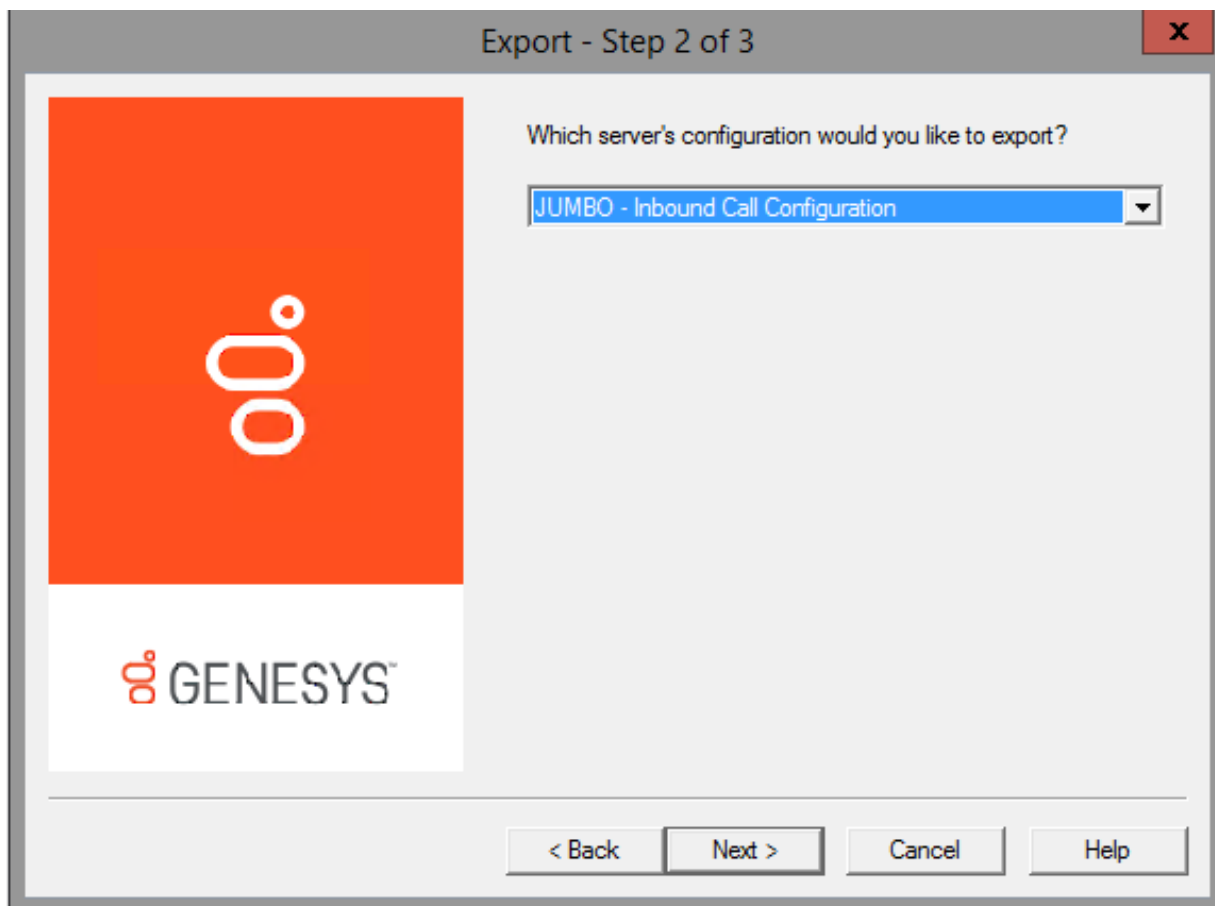 Export - Step 2 of 3
x
Which server's configuration would you like to export?
JUMBO - Inbound Call Configuration
GENESYS™
< Back
Next >
Cancel
Help